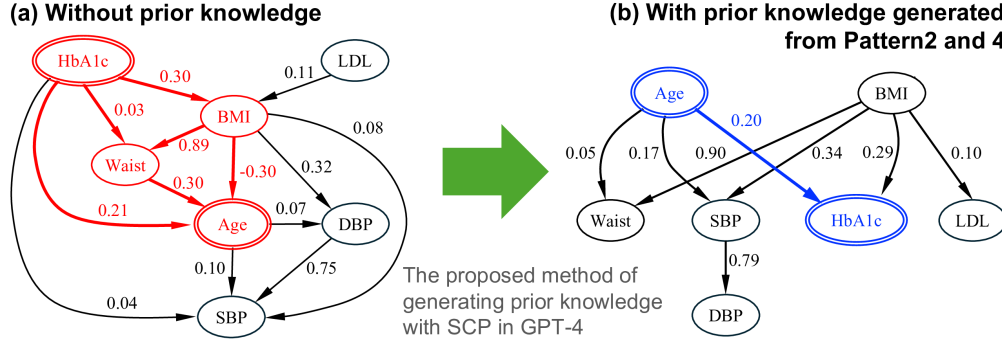 (a) Without prior knowledge
HbA1c
LDL
0.30
0.11
0.03
BMI
0.08
0.89
Waist
0.32
-0.30
0.30
0.21
Age
0.07
DBP
0.10
0.75
0.04
SBP
The proposed method of
generating prior knowledge
with SCP in GPT-4
(b) With prior knowledge generated
from Pattern2 and 4
Age
BMI
0.20
0.05
0.17
0.90
0.34
0.29
0.10
Waist
SBP
HbA1c
LDL
0.79
DBP